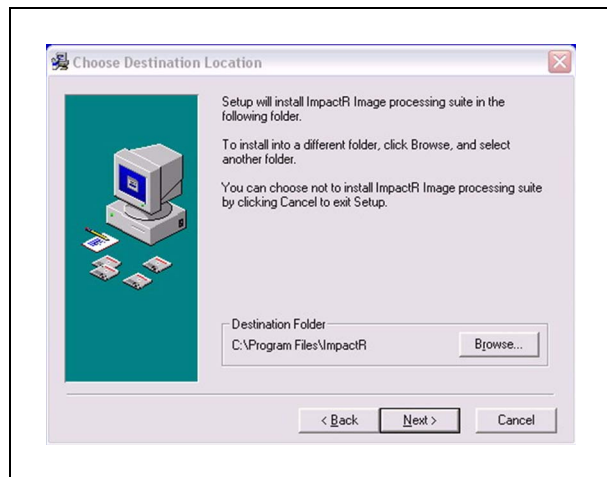 Choose Destination Location
Setup will install ImpactR Image processing suite in the
following folder.
To install into a different folder, click Browse, and select
another folder.
You can choose not to install ImpactR Image processing suite
by clicking Cancel to exit Setup.
Destination Folder
C:\Program Files\ImpactR
Browse...
< Back
Next >
Cancel